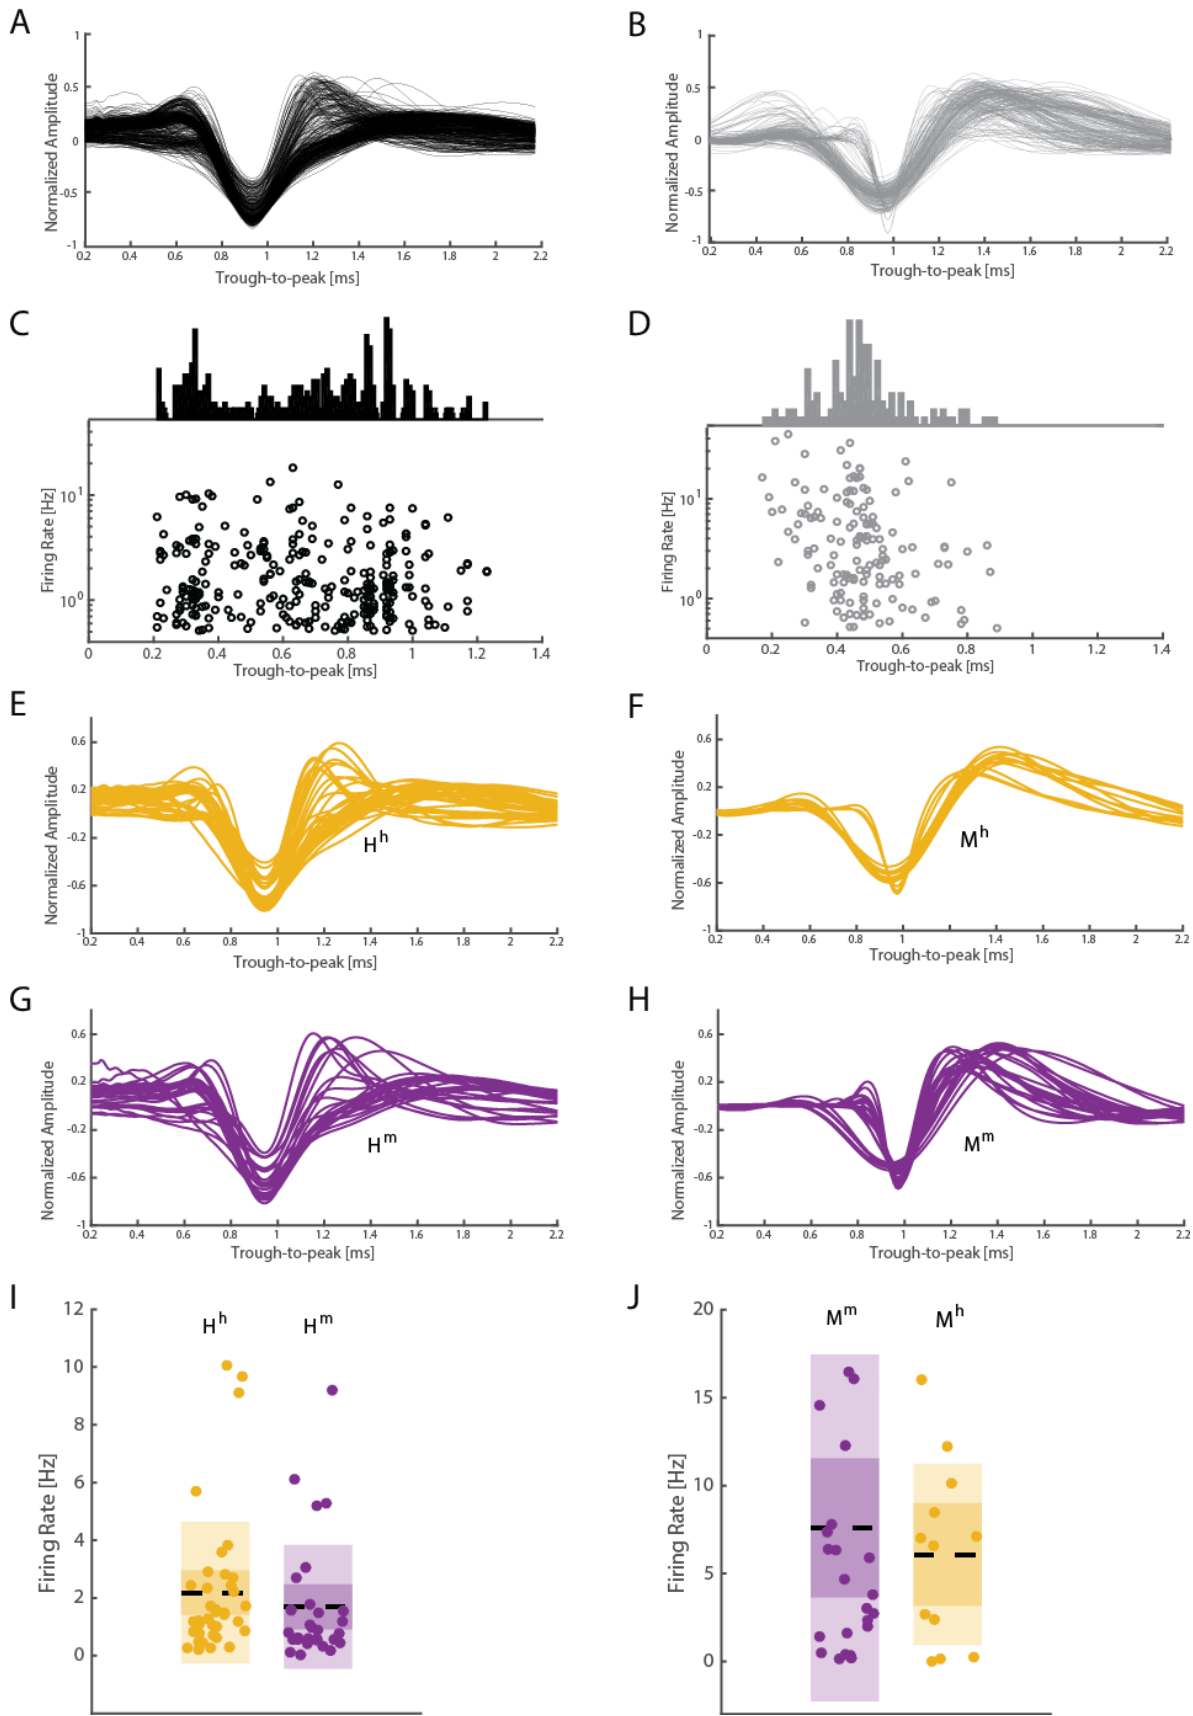 A
B
1
0.5
0
-0.5
-1
Normalized Amplitude
0.2 0.4 0.6 0.8 1 1.2 1.4 1.6 1.8 2 2.2
Trough-to-peak [ms]
1
0.5
0
-0.5
-1
Normalized Amplitude
0.2 0.4 0.6 0.8 1 1.2 1.4 1.6 1.8 2 2.2
Trough-to-peak [ms]
C
D
Firing Rate [Hz]
10^1
10^0
0 0.2 0.4 0.6 0.8 1 1.2 1.4
Trough-to-peak [ms]
Firing Rate [Hz]
10^1
10^0
0 0.2 0.4 0.6 0.8 1 1.2 1.4
Trough-to-peak [ms]
E
F
0.6
0.2
-0.2
-0.6
-1
Normalized Amplitude
H^h
0.2 0.4 0.6 0.8 1 1.2 1.4 1.6 1.8 2 2.2
Trough-to-peak [ms]
0.6
0.2
-0.2
-0.6
-1
Normalized Amplitude
M^h
0.2 0.4 0.6 0.8 1 1.2 1.4 1.6 1.8 2 2.2
Trough-to-peak [ms]
G
H
0.6
0.2
-0.2
-0.6
-1
Normalized Amplitude
H^m
0.2 0.4 0.6 0.8 1 1.2 1.4 1.6 1.8 2 2.2
Trough-to-peak [ms]
0.6
0.2
-0.2
-0.6
-1
Normalized Amplitude
M^m
0.2 0.4 0.6 0.8 1 1.2 1.4 1.6 1.8 2 2.2
Trough-to-peak [ms]
I
J
H^h H^m
12
10
8
6
4
2
0
Firing Rate [Hz]
M^m M^h
20
15
10
5
0
Firing Rate [Hz]